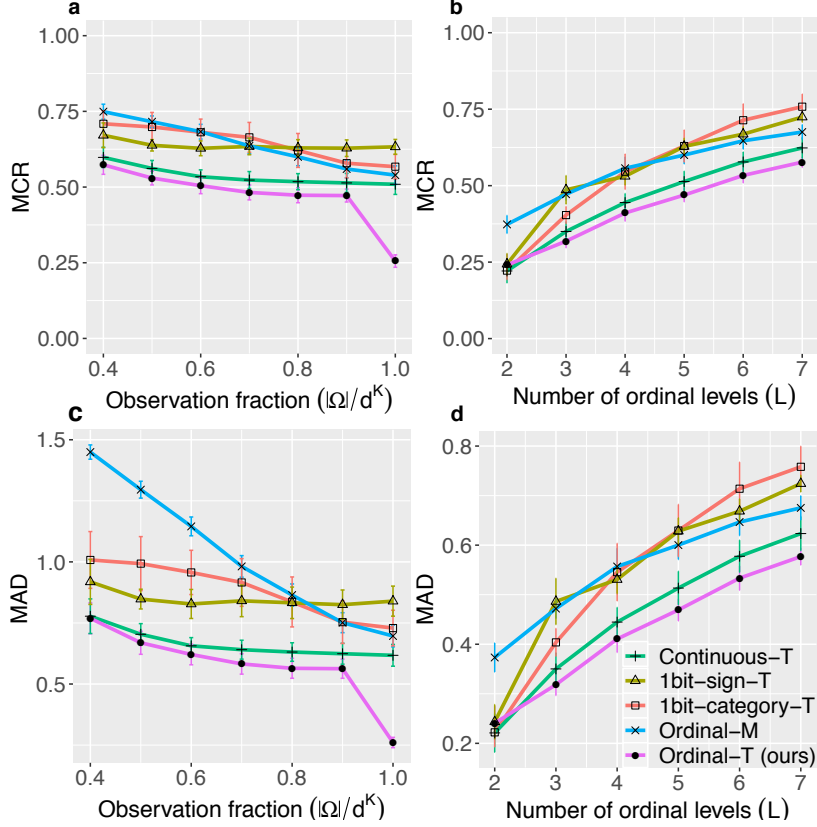 a
b
1.00
0.75
0.50
0.25
0.00
MCR
0.4 0.6 0.8 1.0
Observation fraction (|Ω|/d^K)
1.00
0.75
0.50
0.25
0.00
MCR
2 3 4 5 6 7
Number of ordinal levels (L)
c
d
1.5
1.0
0.5
MAD
0.4 0.6 0.8 1.0
Observation fraction (|Ω|/d^K)
0.8
0.6
0.4
0.2
MAD
Continuous-T
1bit-sign-T
1bit-category-T
Ordinal-M
Ordinal-T (ours)
2 3 4 5 6 7
Number of ordinal levels (L)